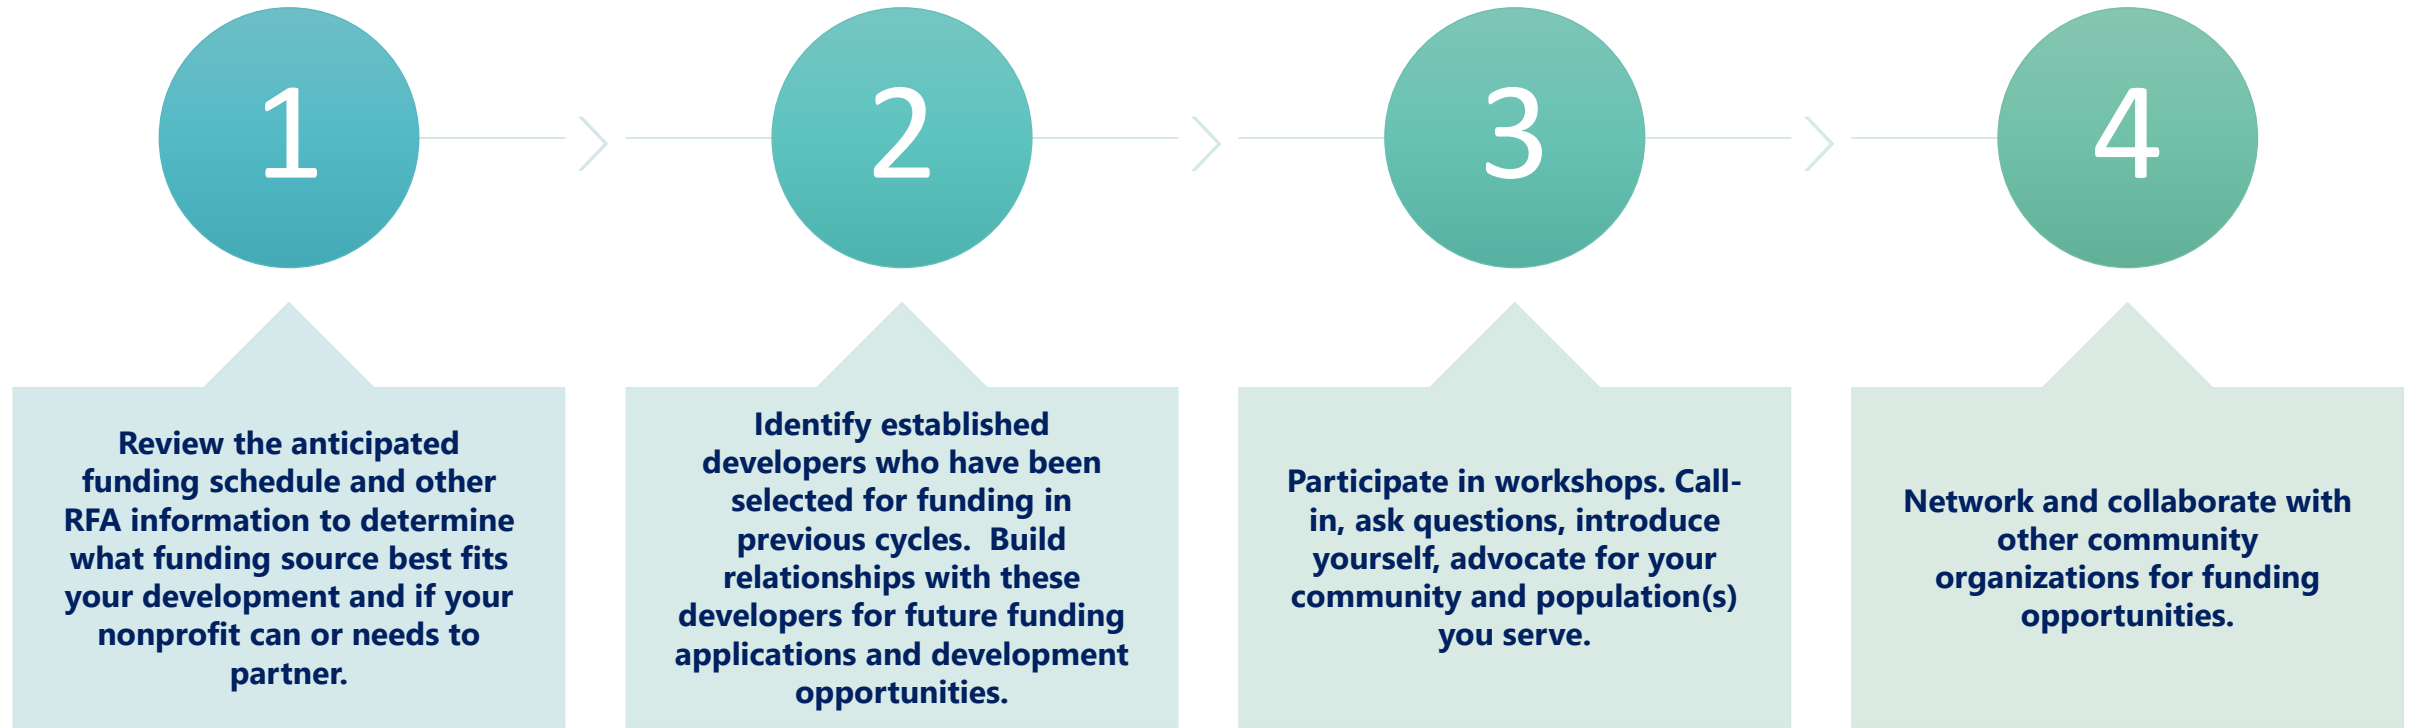 1
Review the anticipated
funding schedule and other
RFA information to determine
what funding source best fits
your development and if your
nonprofit can or needs to
partner.
2
Identify established
developers who have been
selected for funding in
previous cycles.  Build
relationships with these
developers for future funding
applications and development
opportunities.
3
Participate in workshops. Call-
in, ask questions, introduce
yourself, advocate for your
community and population(s)
you serve.
4
Network and collaborate with
other community
organizations for funding
opportunities.